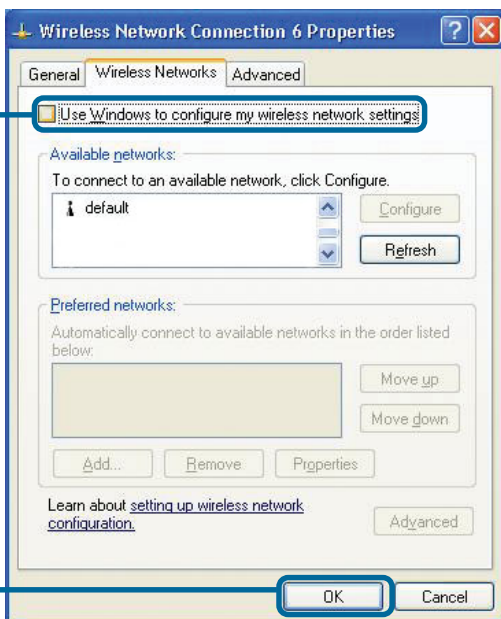 Wireless Network Connection 6 Properties
General Wireless Networks Advanced
Use Windows to configure my wireless network settings
Available networks:
To connect to an available network, click Configure.
default
Configure
Refresh
Preferred networks:
Automatically connect to available networks in the order listed
below:
Move up
Move down
Add... Remove Properties
Learn about setting up wireless network
configuration.
Advanced
OK Cancel